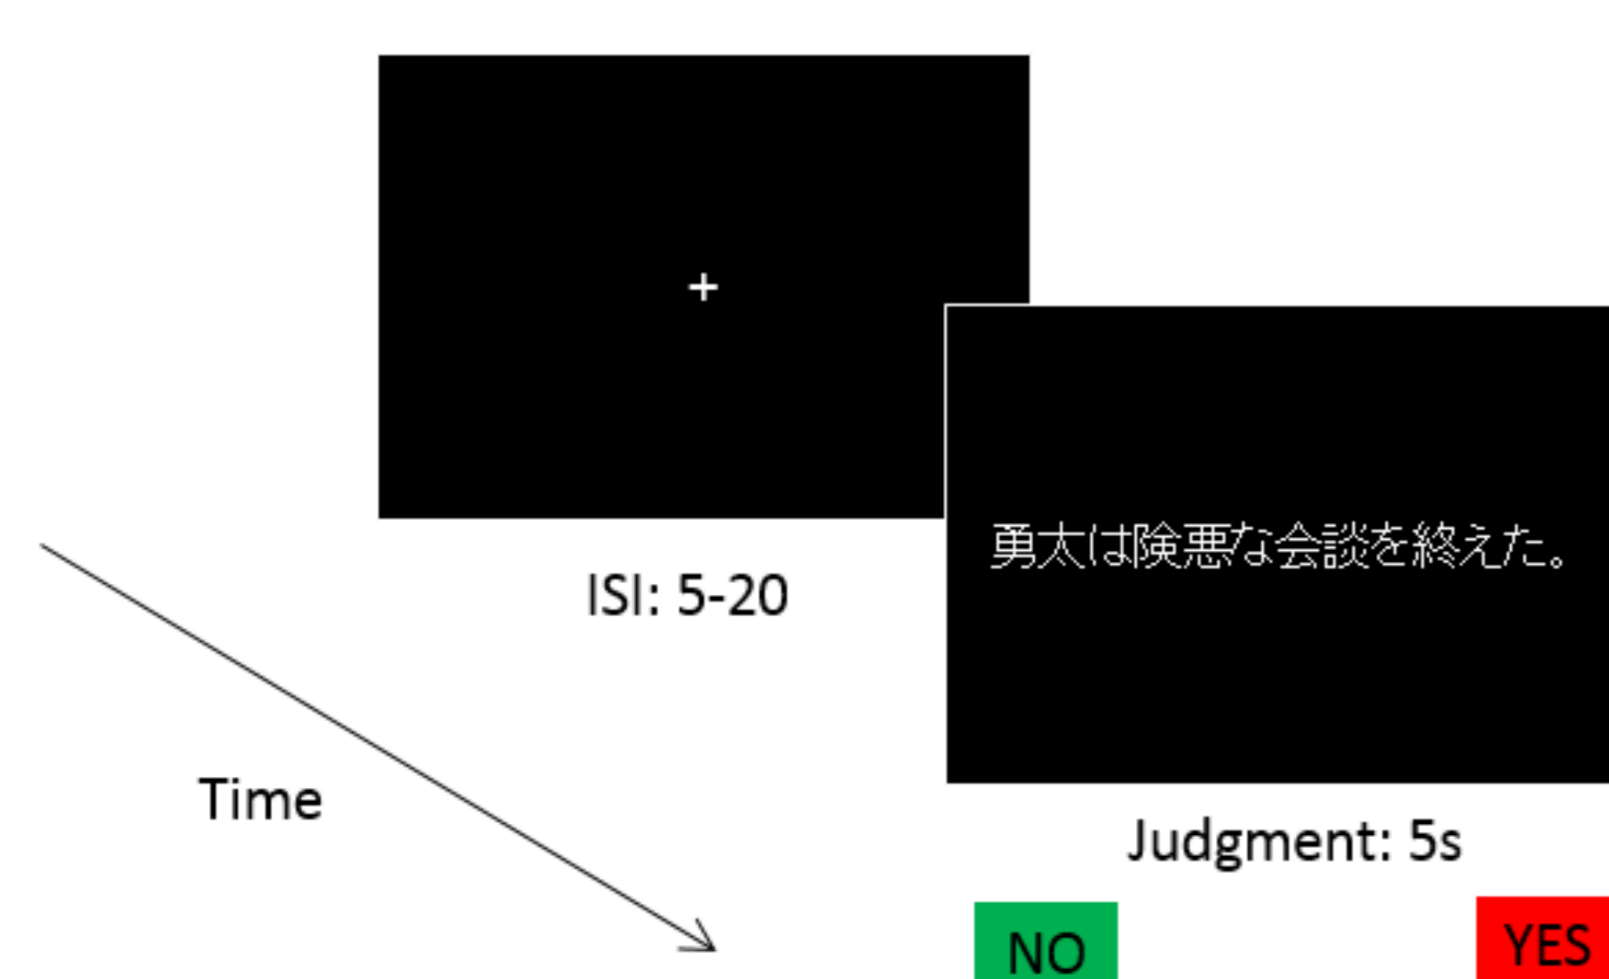 +
勇太は険悪な会談を終えた。
ISI: 5-20
Time
Judgment: 5s
NO
YES